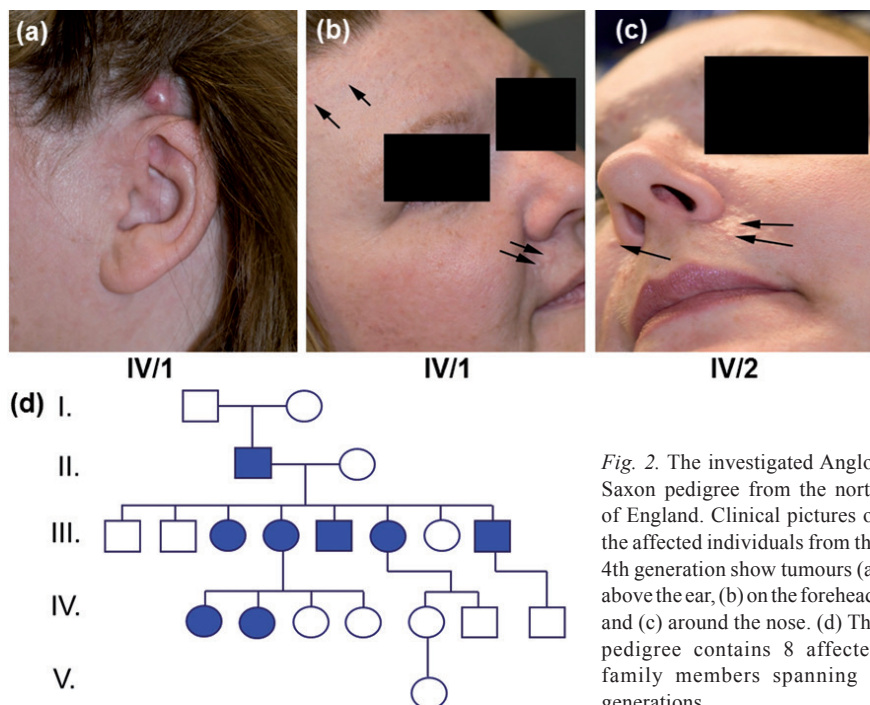 (a)
(b)
(c)
IV/1
IV/1
IV/2
(d)
I.
II.
III.
IV.
V.
Fig. 2. The investigated Anglo
Saxon pedigree from the nort
of England. Clinical pictures o
the affected individuals from th
4th generation show tumours (a
above the ear, (b) on the forehead
and (c) around the nose. (d) Th
pedigree contains 8 affecte
family members spanning
generations.